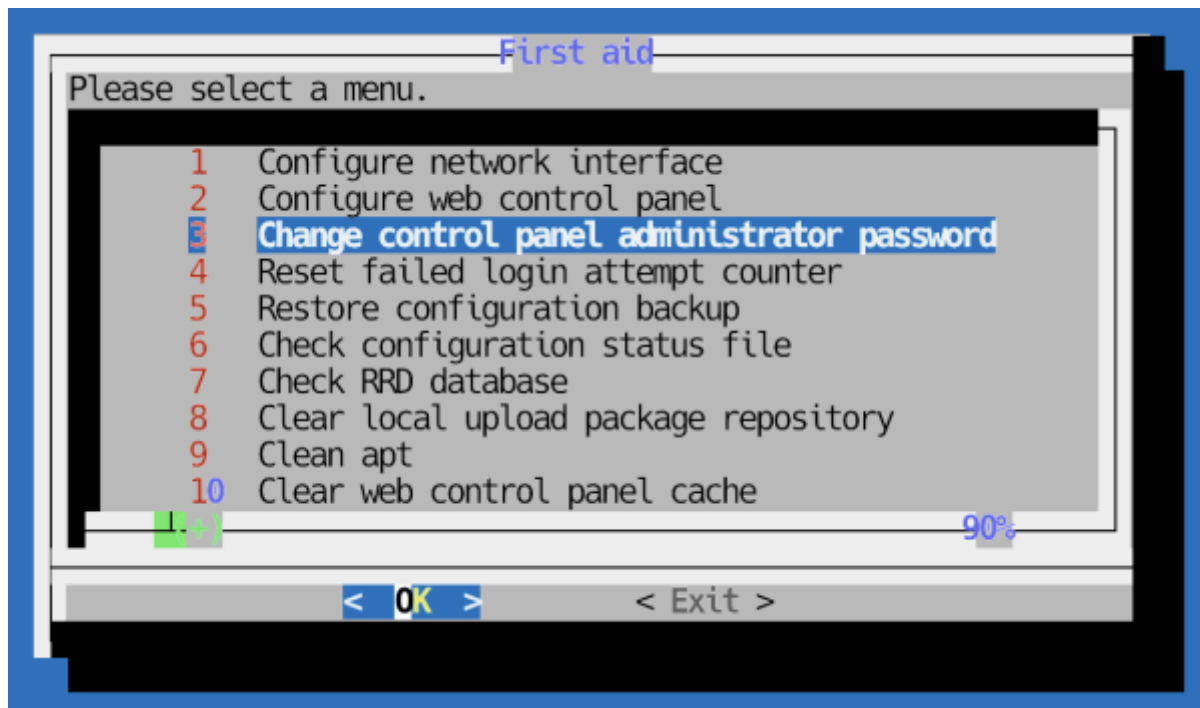 First aid
Please select a menu.
1 Configure network interface
2 Configure web control panel
3 Change control panel administrator password
4 Reset failed login attempt counter
5 Restore configuration backup
6 Check configuration status file
7 Check RRD database
8 Clear local upload package repository
9 Clean apt
10 Clear web control panel cache
(+) 90%
< OK > < Exit >